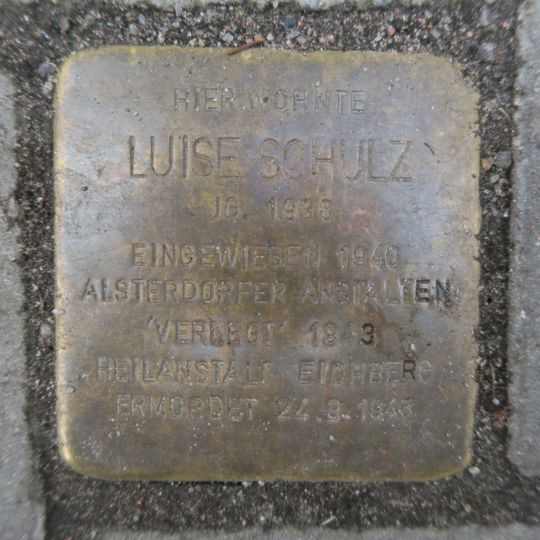 HIER WOHNTE
LUISE SCHULZ
JG. 1938
EINGEWIESEN 1940
ALSTERDORFER ANSTALTEN
'VERLEGT' 1943
HEILANSTALT EICHBERG
ERMORDET 24.9.1943